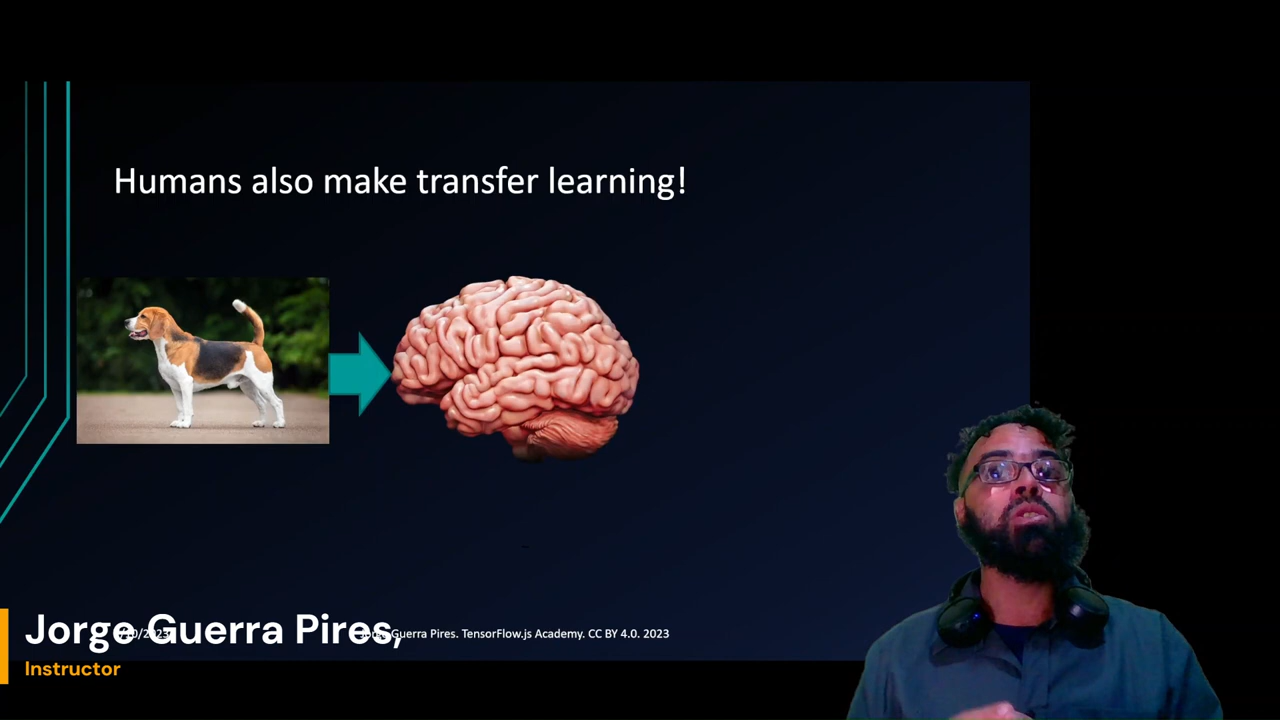 Humans also make transfer learning!
Jorge Guerra Pires,
Guerra Pires. TensorFlow.js Academy. CC BY 4.0. 2023
Instructor